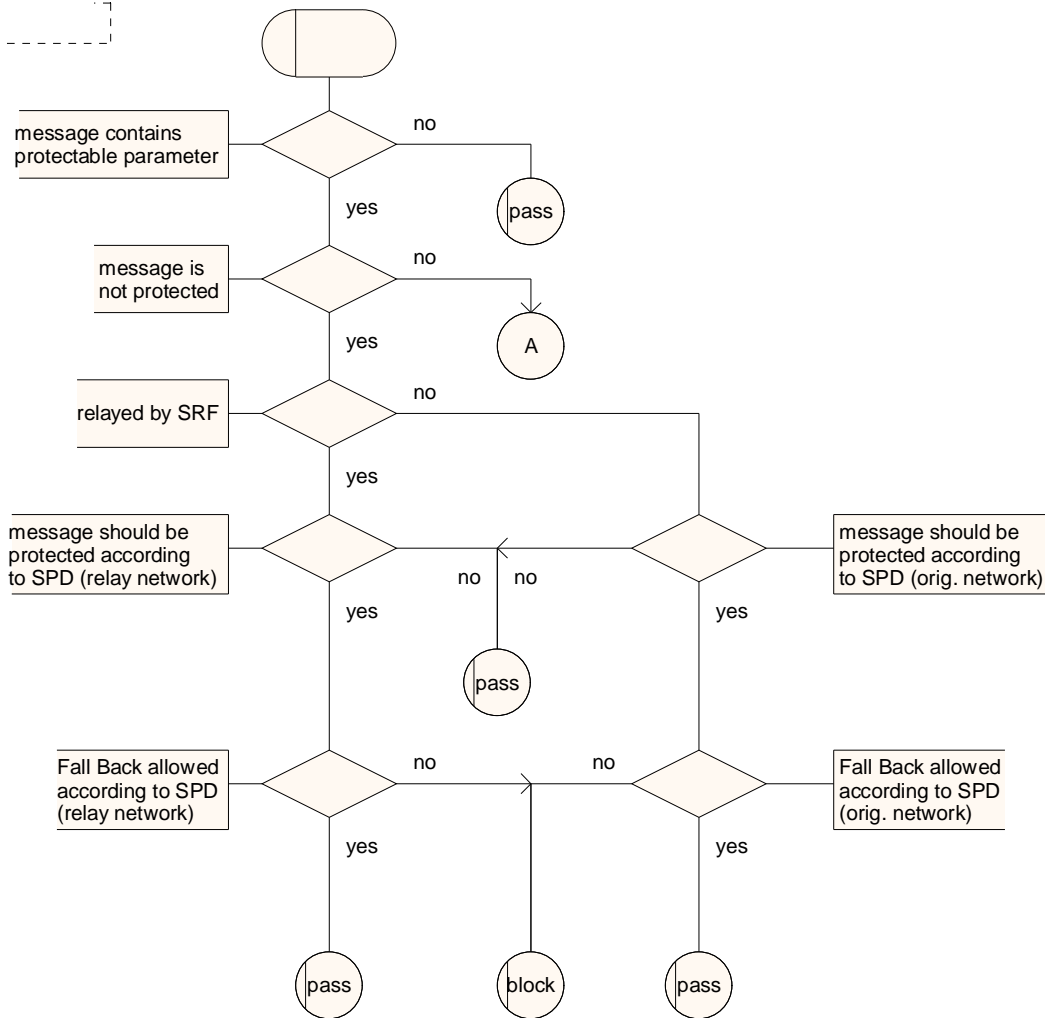 no
message contains
protectable parameter
pass
yes
no
message is
not protected
yes
A
no
relayed by SRF
yes
message should be
protected according
to SPD (relay network)
message should be
protected according
to SPD (orig. network)
no no
yes
yes
pass
Fall Back allowed
according to SPD
(relay network)
no
no
Fall Back allowed
according to SPD
(orig. network)
yes
yes
pass
block
pass